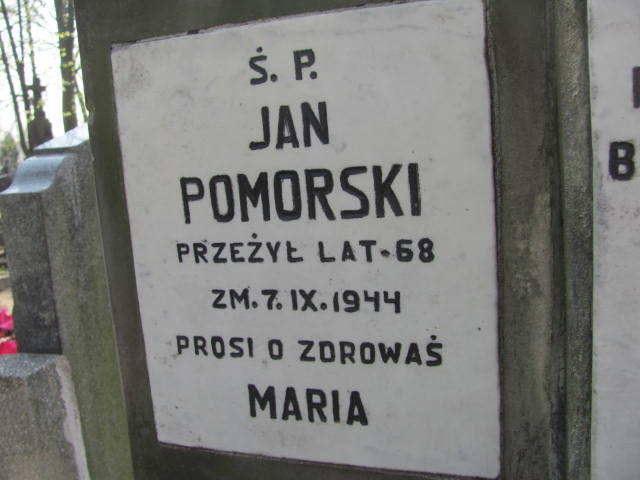 Ś. P.
JAN
POMORSKI
PRZEŻYŁ LAT-68
ZM. 7. IX. 1944
PROSI O ZDROWAŚ
MARIA